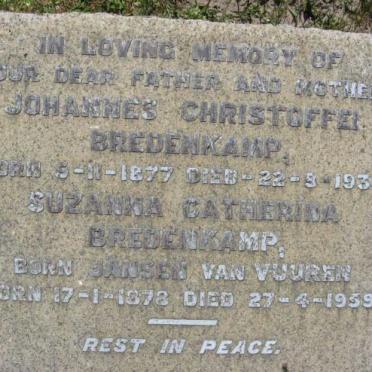 IN LOVING MEMORY OF
OUR DEAR FATHER AND MOTHER
JOHANNES CHRISTOFFEL
BREDENKAMP,
BORN 5-11-1877 DIED-22-8-193
SUZANNA CATHERINA
BREDENKAMP,
BORN JANSEN VAN VUUREN
BORN 17-1-1878 DIED 27-4-1959
REST IN PEACE.